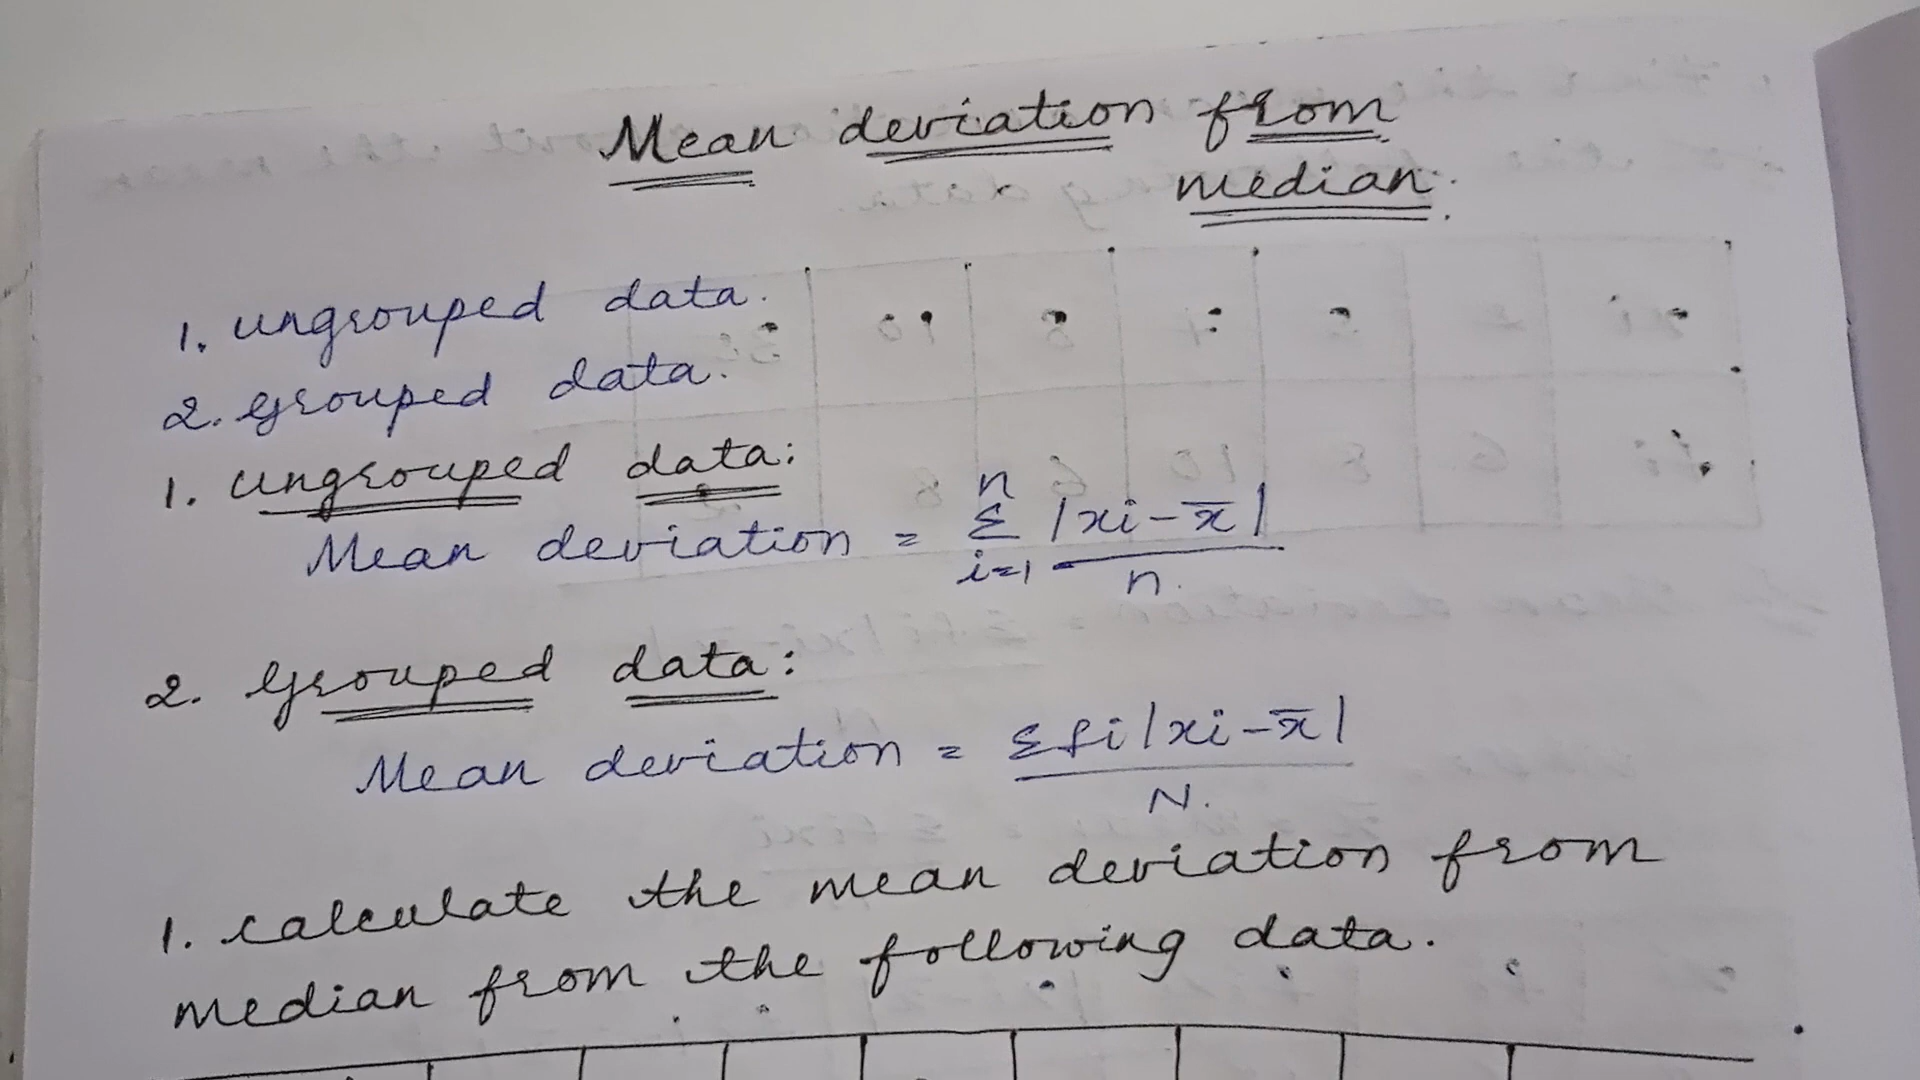 Mean deviation from
median.
1. ungrouped data.
2. grouped data.
1. ungrouped data:
Mean deviation = n Σ i=1 |xi - x̅| / n.
2. Grouped data:
Mean deviation = Σfi|xi - x̅| / N.
1. calculate the mean deviation from
median from the following data.